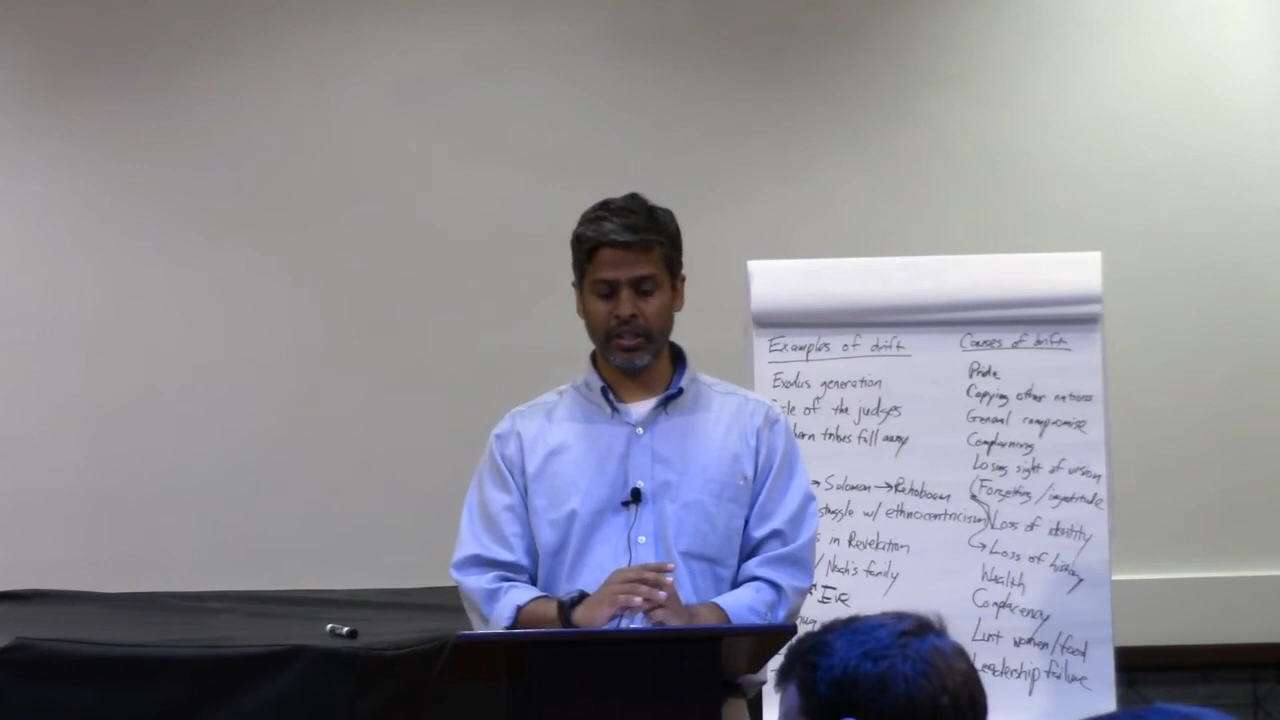 Examples of drift
Exodus generation
of the judges
tribes fall away
→ Solomon → Rehoboam
struggle w/ ethnocentricism
in Revelation
/ Noah's family
Eve
Causes of drift
Pride
Copying other nations
General compromise
Complaining
Losing sight of vision
Forgetting / ingratitude
Loss of identity
→ Loss of history
Wealth
Complacency
Lust women/food
Leadership failure